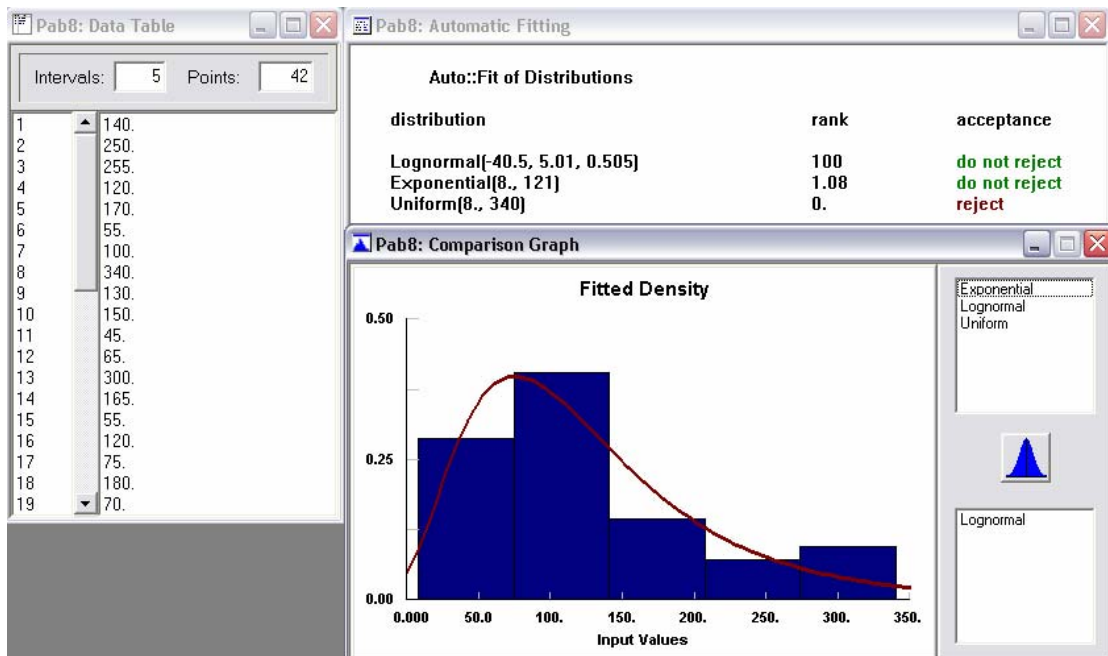 Pab8: Data Table
Intervals: 5 Points: 42
1 140.
2 250.
3 255.
4 120.
5 170.
6 55.
7 100.
8 340.
9 130.
10 150.
11 45.
12 65.
13 300.
14 165.
15 55.
16 120.
17 75.
18 180.
19 70.
Pab8: Automatic Fitting
Auto::Fit of Distributions
distribution rank acceptance
Lognormal(-40.5, 5.01, 0.505) 100 do not reject
Exponential(8., 121) 1.08 do not reject
Uniform(8., 340) 0. reject
Pab8: Comparison Graph
Fitted Density
0.50
0.25
0.00
0.000 50.0 100. 150. 200. 250. 300. 350.
Input Values
Exponential
Lognormal
Uniform
Lognormal